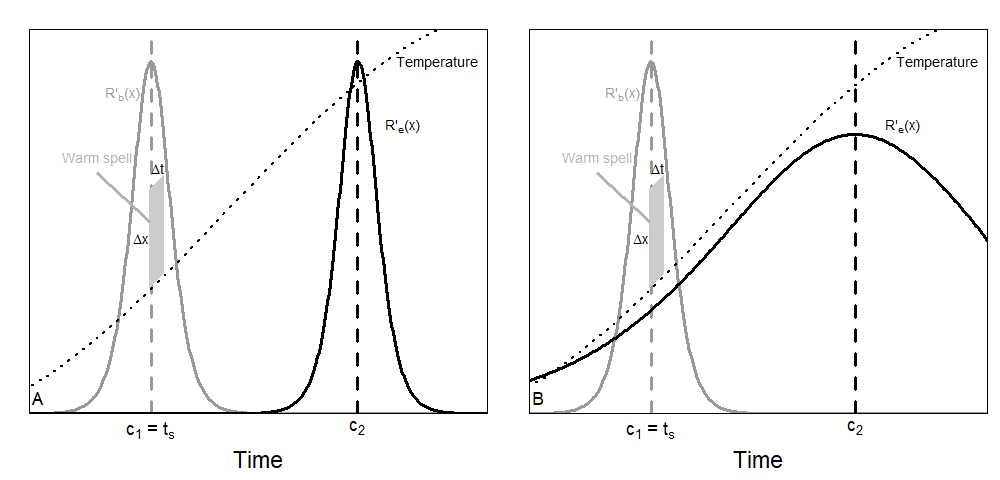 Temperature
R'b(x)
R'e(x)
Warm spell
Δt
Δx
A
c1 = ts
c2
Time
Temperature
R'b(x)
R'e(x)
Warm spell
Δt
Δx
B
c1 = ts
c2
Time